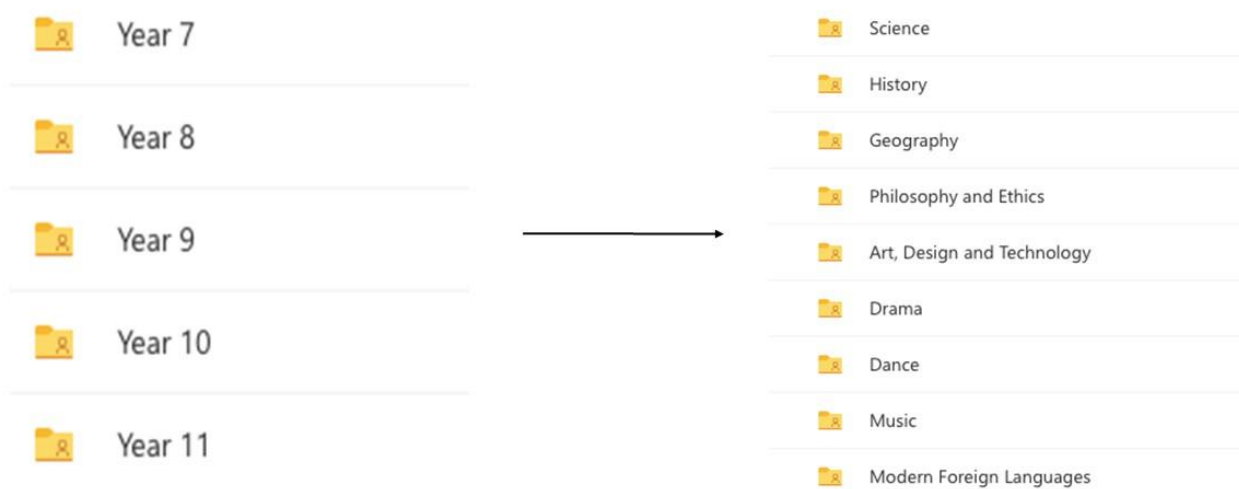 Year 7
Year 8
Year 9
Year 10
Year 11
Science
History
Geography
Philosophy and Ethics
Art, Design and Technology
Drama
Dance
Music
Modern Foreign Languages